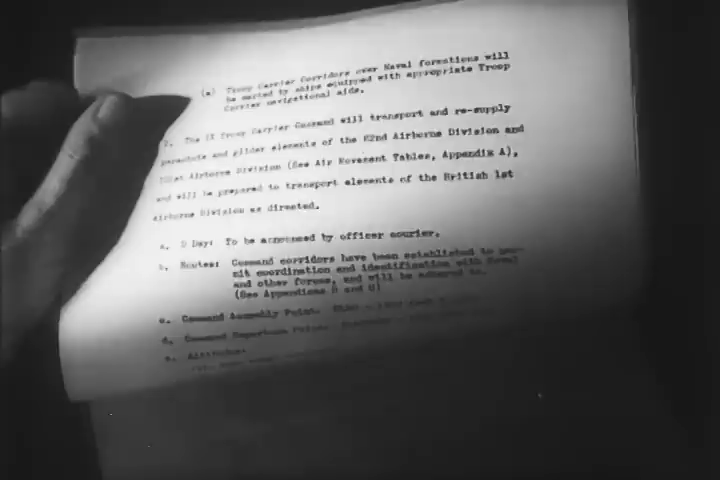 (a) Troop Carrier Corridors over Naval formations will
be marked by ships equipped with appropriate Troop
Carrier navigational aids.
2. The IX Troop Carrier Command will transport and re-supply
parachute and glider elements of the 82nd Airborne Division and
101st Airborne Division (See Air Movement Tables, Appendix A),
and will be prepared to transport elements of the British 1st
Airborne Division as directed.
a. D Day: To be announced by officer courier.
b. Routes: Command corridors have been established to per-
mit coordination and identification with Naval
and other forces, and will be adhered to.
(See Appendices B and
c. Command Assembly Point.
d. Command Departure Point.
e. Altitudes.